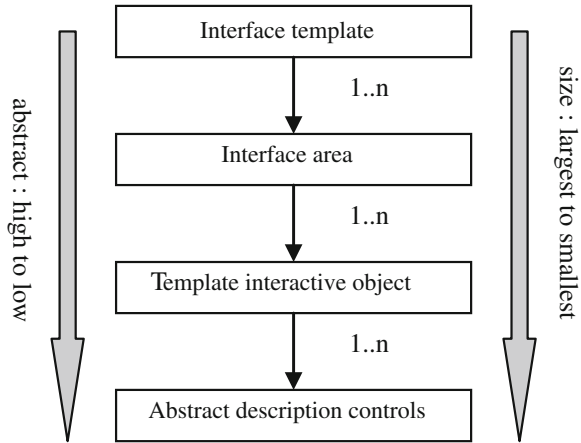 Interface template
1..n
Interface area
1..n
Template interactive object
1..n
Abstract description controls
abstract : high to low
size : largest to smallest